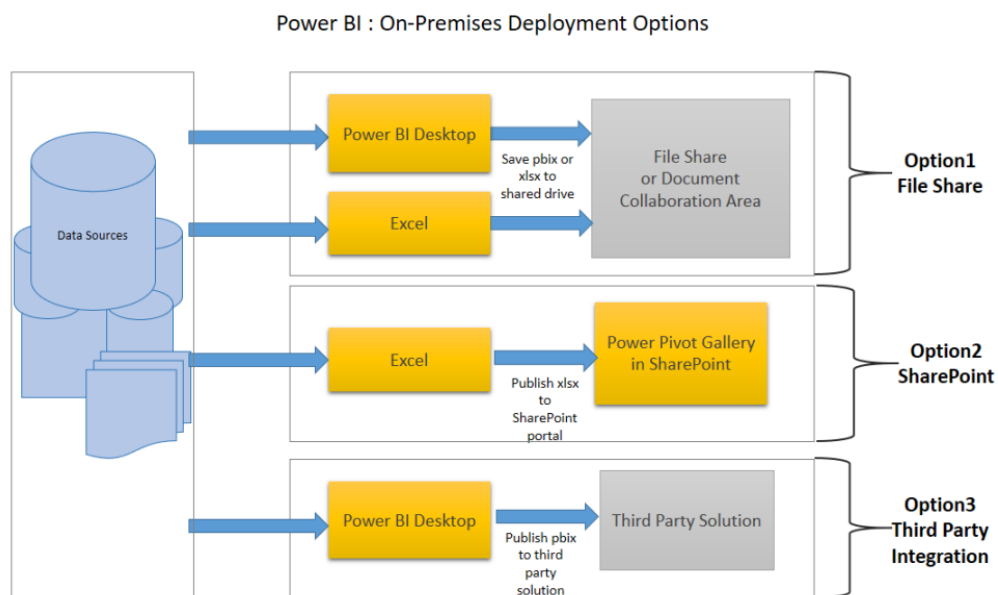 Power BI : On-Premises Deployment Options
Data Sources
Power BI Desktop
Save pbix or
xlsx to
shared drive
Excel
File Share
or Document
Collaboration Area
Option1
File Share
Excel
Publish xlsx
to
SharePoint
portal
Power Pivot Gallery
in SharePoint
Option2
SharePoint
Power BI Desktop
Publish pbix
to third
party
solution
Third Party Solution
Option3
Third Party
Integration